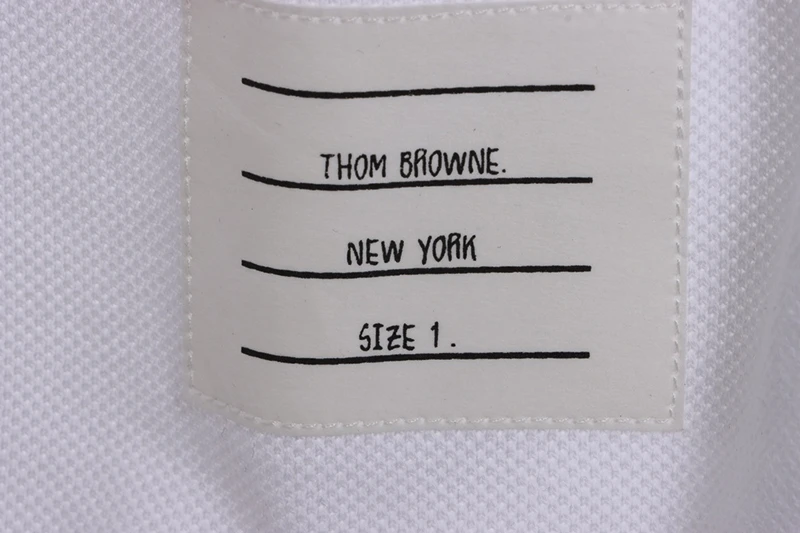 THOM BROWNE.
NEW YORK
SIZE 1.